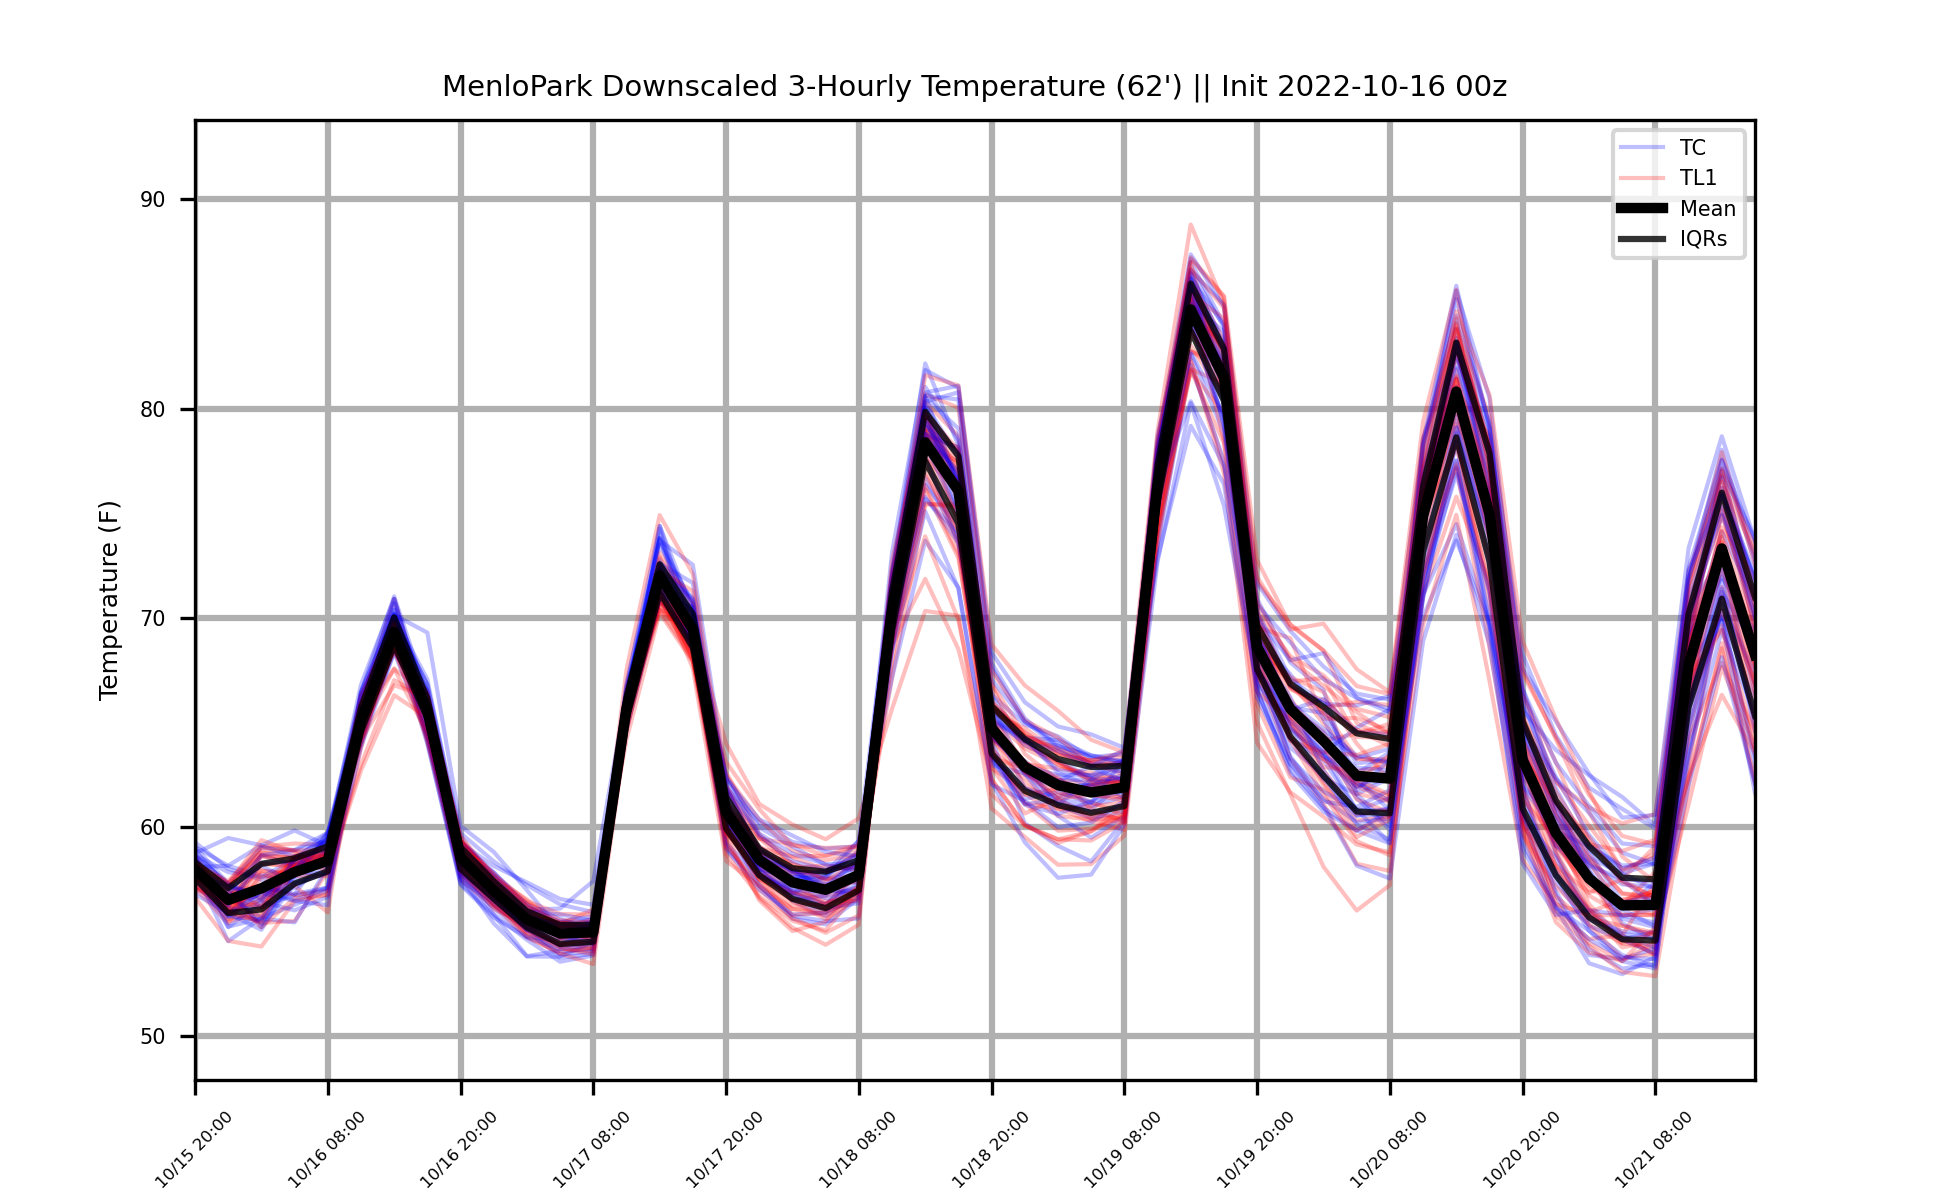 MenloPark Downscaled 3-Hourly Temperature (62') || Init 2022-10-16 00z
TC
TL1
Mean
IQRs
Temperature (F)
90
80
70
60
50
10/15 20:00
10/16 08:00
10/16 20:00
10/17 08:00
10/17 20:00
10/18 08:00
10/18 20:00
10/19 08:00
10/19 20:00
10/20 08:00
10/20 20:00
10/21 08:00